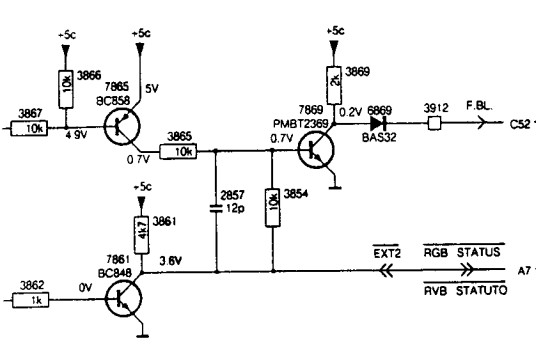 +5c
+5c
+5c
3866
10k
7865
BC858
5V
3869
2k
3867
10k
4.9V
0.7V
3865
10k
7869
PMBT2369
0.7V
0.2V
6869
BAS32
3912
F.BL.
C52
2857
12p
3854
10k
+5c
3861
4k7
7861
BC848
3.6V
3862
1k
0V
EXT2
RGB STATUS
RVB STATUTO
A7